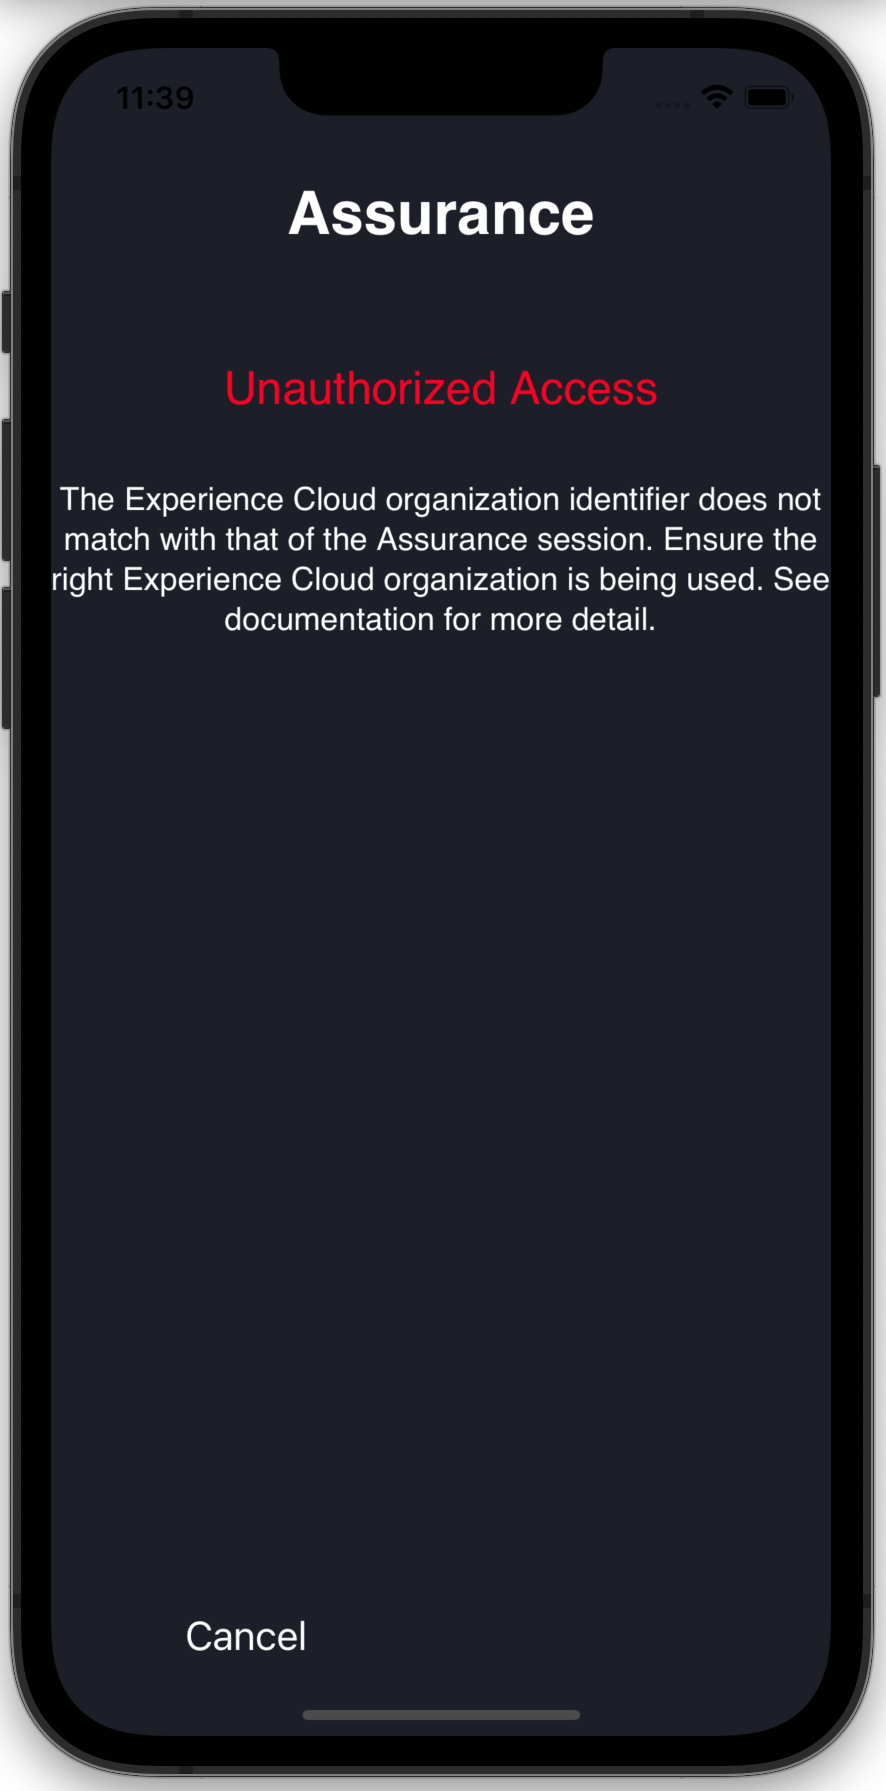 11:39
Assurance
Unauthorized Access
The Experience Cloud organization identifier does not
match with that of the Assurance session. Ensure the
right Experience Cloud organization is being used. See
documentation for more detail.
Cancel